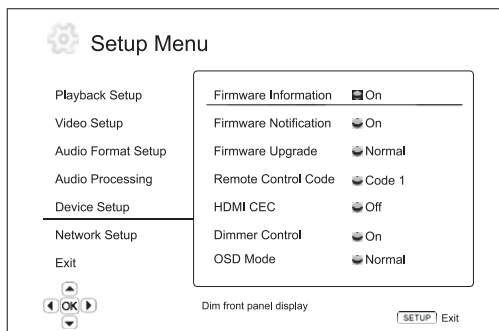 Setup Menu
Playback Setup
Video Setup
Audio Format Setup
Audio Processing
Device Setup
Network Setup
Exit
Firmware Information On
Firmware Notification On
Firmware Upgrade Normal
Remote Control Code Code 1
HDMI CEC Off
Dimmer Control On
OSD Mode Normal
OK
Dim front panel display
SETUP Exit